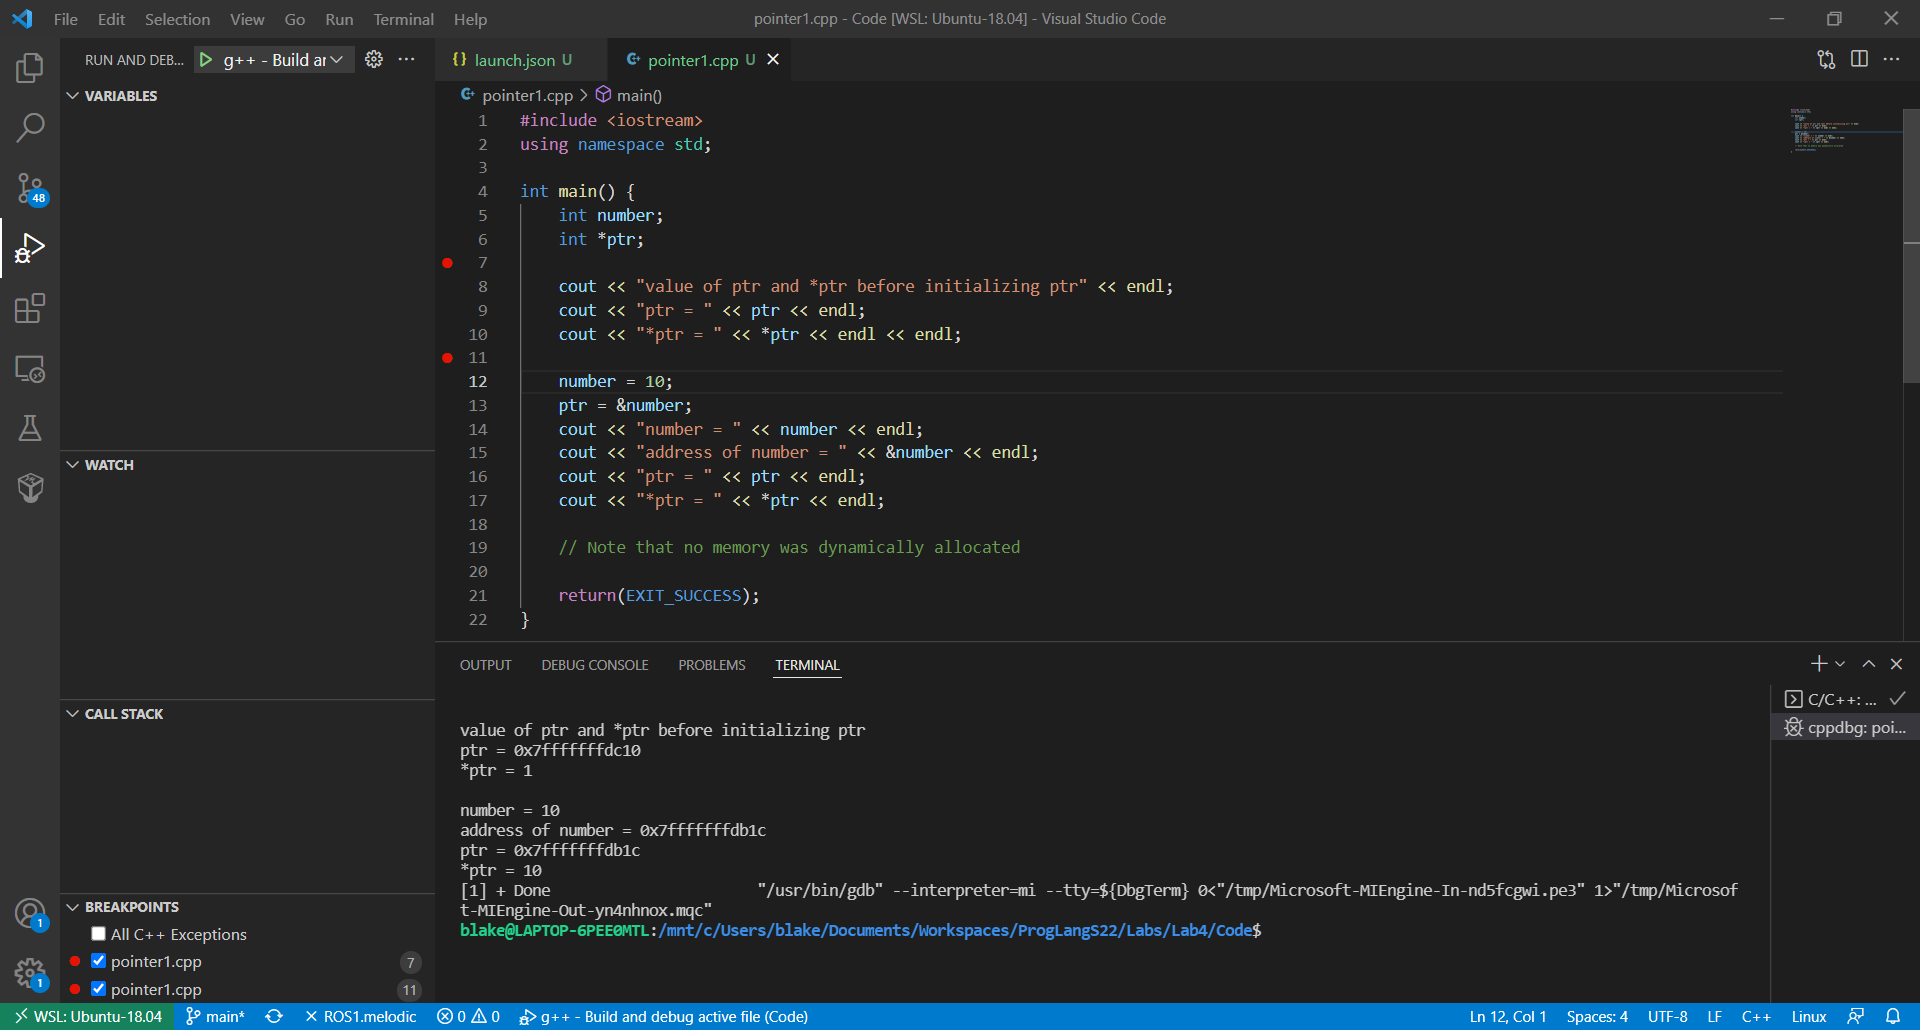 File Edit Selection View Go Run Terminal Help
pointer1.cpp - Code [WSL: Ubuntu-18.04] - Visual Studio Code
RUN AND DEB... g++ - Build ar
launch.json U
pointer1.cpp U
VARIABLES
pointer1.cpp > main()
1 #include <iostream>
2 using namespace std;
3
4 int main() {
5     int number;
6     int *ptr;
7
8     cout << "value of ptr and *ptr before initializing ptr" << endl;
9     cout << "ptr = " << ptr << endl;
10     cout << "*ptr = " << *ptr << endl << endl;
11
12     number = 10;
13     ptr = &number;
14     cout << "number = " << number << endl;
15     cout << "address of number = " << &number << endl;
16     cout << "ptr = " << ptr << endl;
17     cout << "*ptr = " << *ptr << endl;
18
19     // Note that no memory was dynamically allocated
20
21     return(EXIT_SUCCESS);
22 }
48
WATCH
CALL STACK
BREAKPOINTS
All C++ Exceptions
pointer1.cpp 7
pointer1.cpp 11
1
1
OUTPUT DEBUG CONSOLE PROBLEMS TERMINAL
C/C++: ...
cppdbg: poi...
value of ptr and *ptr before initializing ptr
ptr = 0x7fffffffdc10
*ptr = 1
number = 10
address of number = 0x7fffffffdb1c
ptr = 0x7fffffffdb1c
*ptr = 10
[1] + Done "/usr/bin/gdb" --interpreter=mi --tty=${DbgTerm} 0<"/tmp/Microsoft-MIEngine-In-nd5fcgwi.pe3" 1>"/tmp/Microsof
t-MIEngine-Out-yn4nhnox.mqc"
blake@LAPTOP-6PEE0MTL:/mnt/c/Users/blake/Documents/Workspaces/ProgLangS22/Labs/Lab4/Code$
WSL: Ubuntu-18.04 main* ROS1.melodic 0 0 g++ - Build and debug active file (Code) Ln 12, Col 1 Spaces: 4 UTF-8 LF C++ Linux